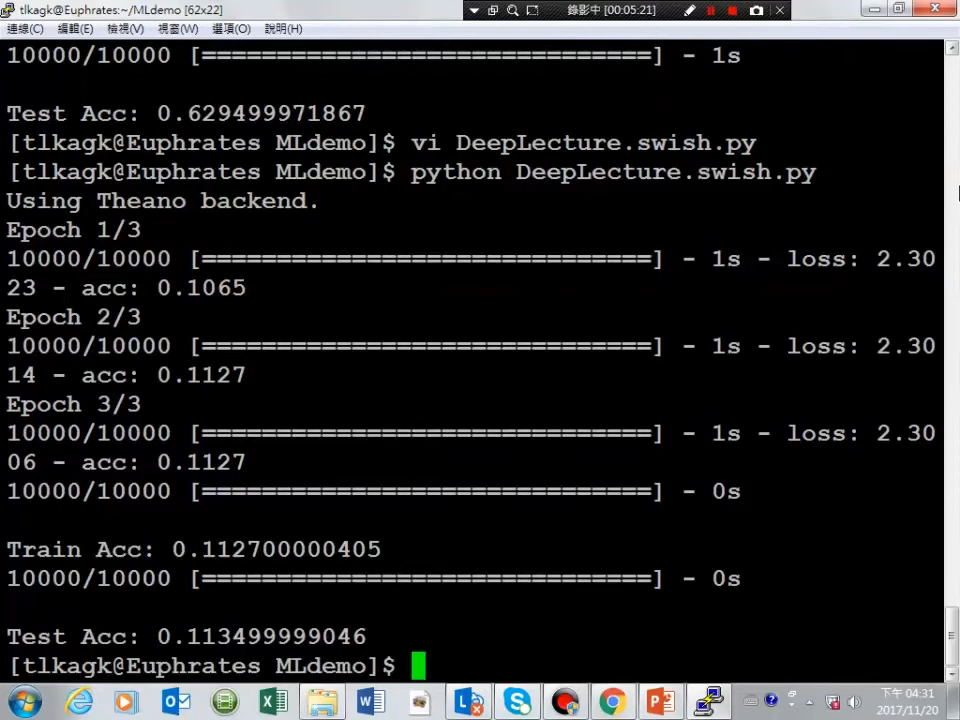 tlkagk@Euphrates:~/MLdemo [62x22]
錄影中 [00:05:21]
連線(C) 編輯(E) 檢視(V) 視窗(W) 選項(O) 說明(H)
10000/10000 [==============================] - 1s
Test Acc: 0.629499971867
[tlkagk@Euphrates MLdemo]$ vi DeepLecture.swish.py
[tlkagk@Euphrates MLdemo]$ python DeepLecture.swish.py
Using Theano backend.
Epoch 1/3
10000/10000 [==============================] - 1s - loss: 2.30
23 - acc: 0.1065
Epoch 2/3
10000/10000 [==============================] - 1s - loss: 2.30
14 - acc: 0.1127
Epoch 3/3
10000/10000 [==============================] - 1s - loss: 2.30
06 - acc: 0.1127
10000/10000 [==============================] - 0s
Train Acc: 0.112700000405
10000/10000 [==============================] - 0s
Test Acc: 0.113499999046
[tlkagk@Euphrates MLdemo]$
下午 04:31
2017/11/20